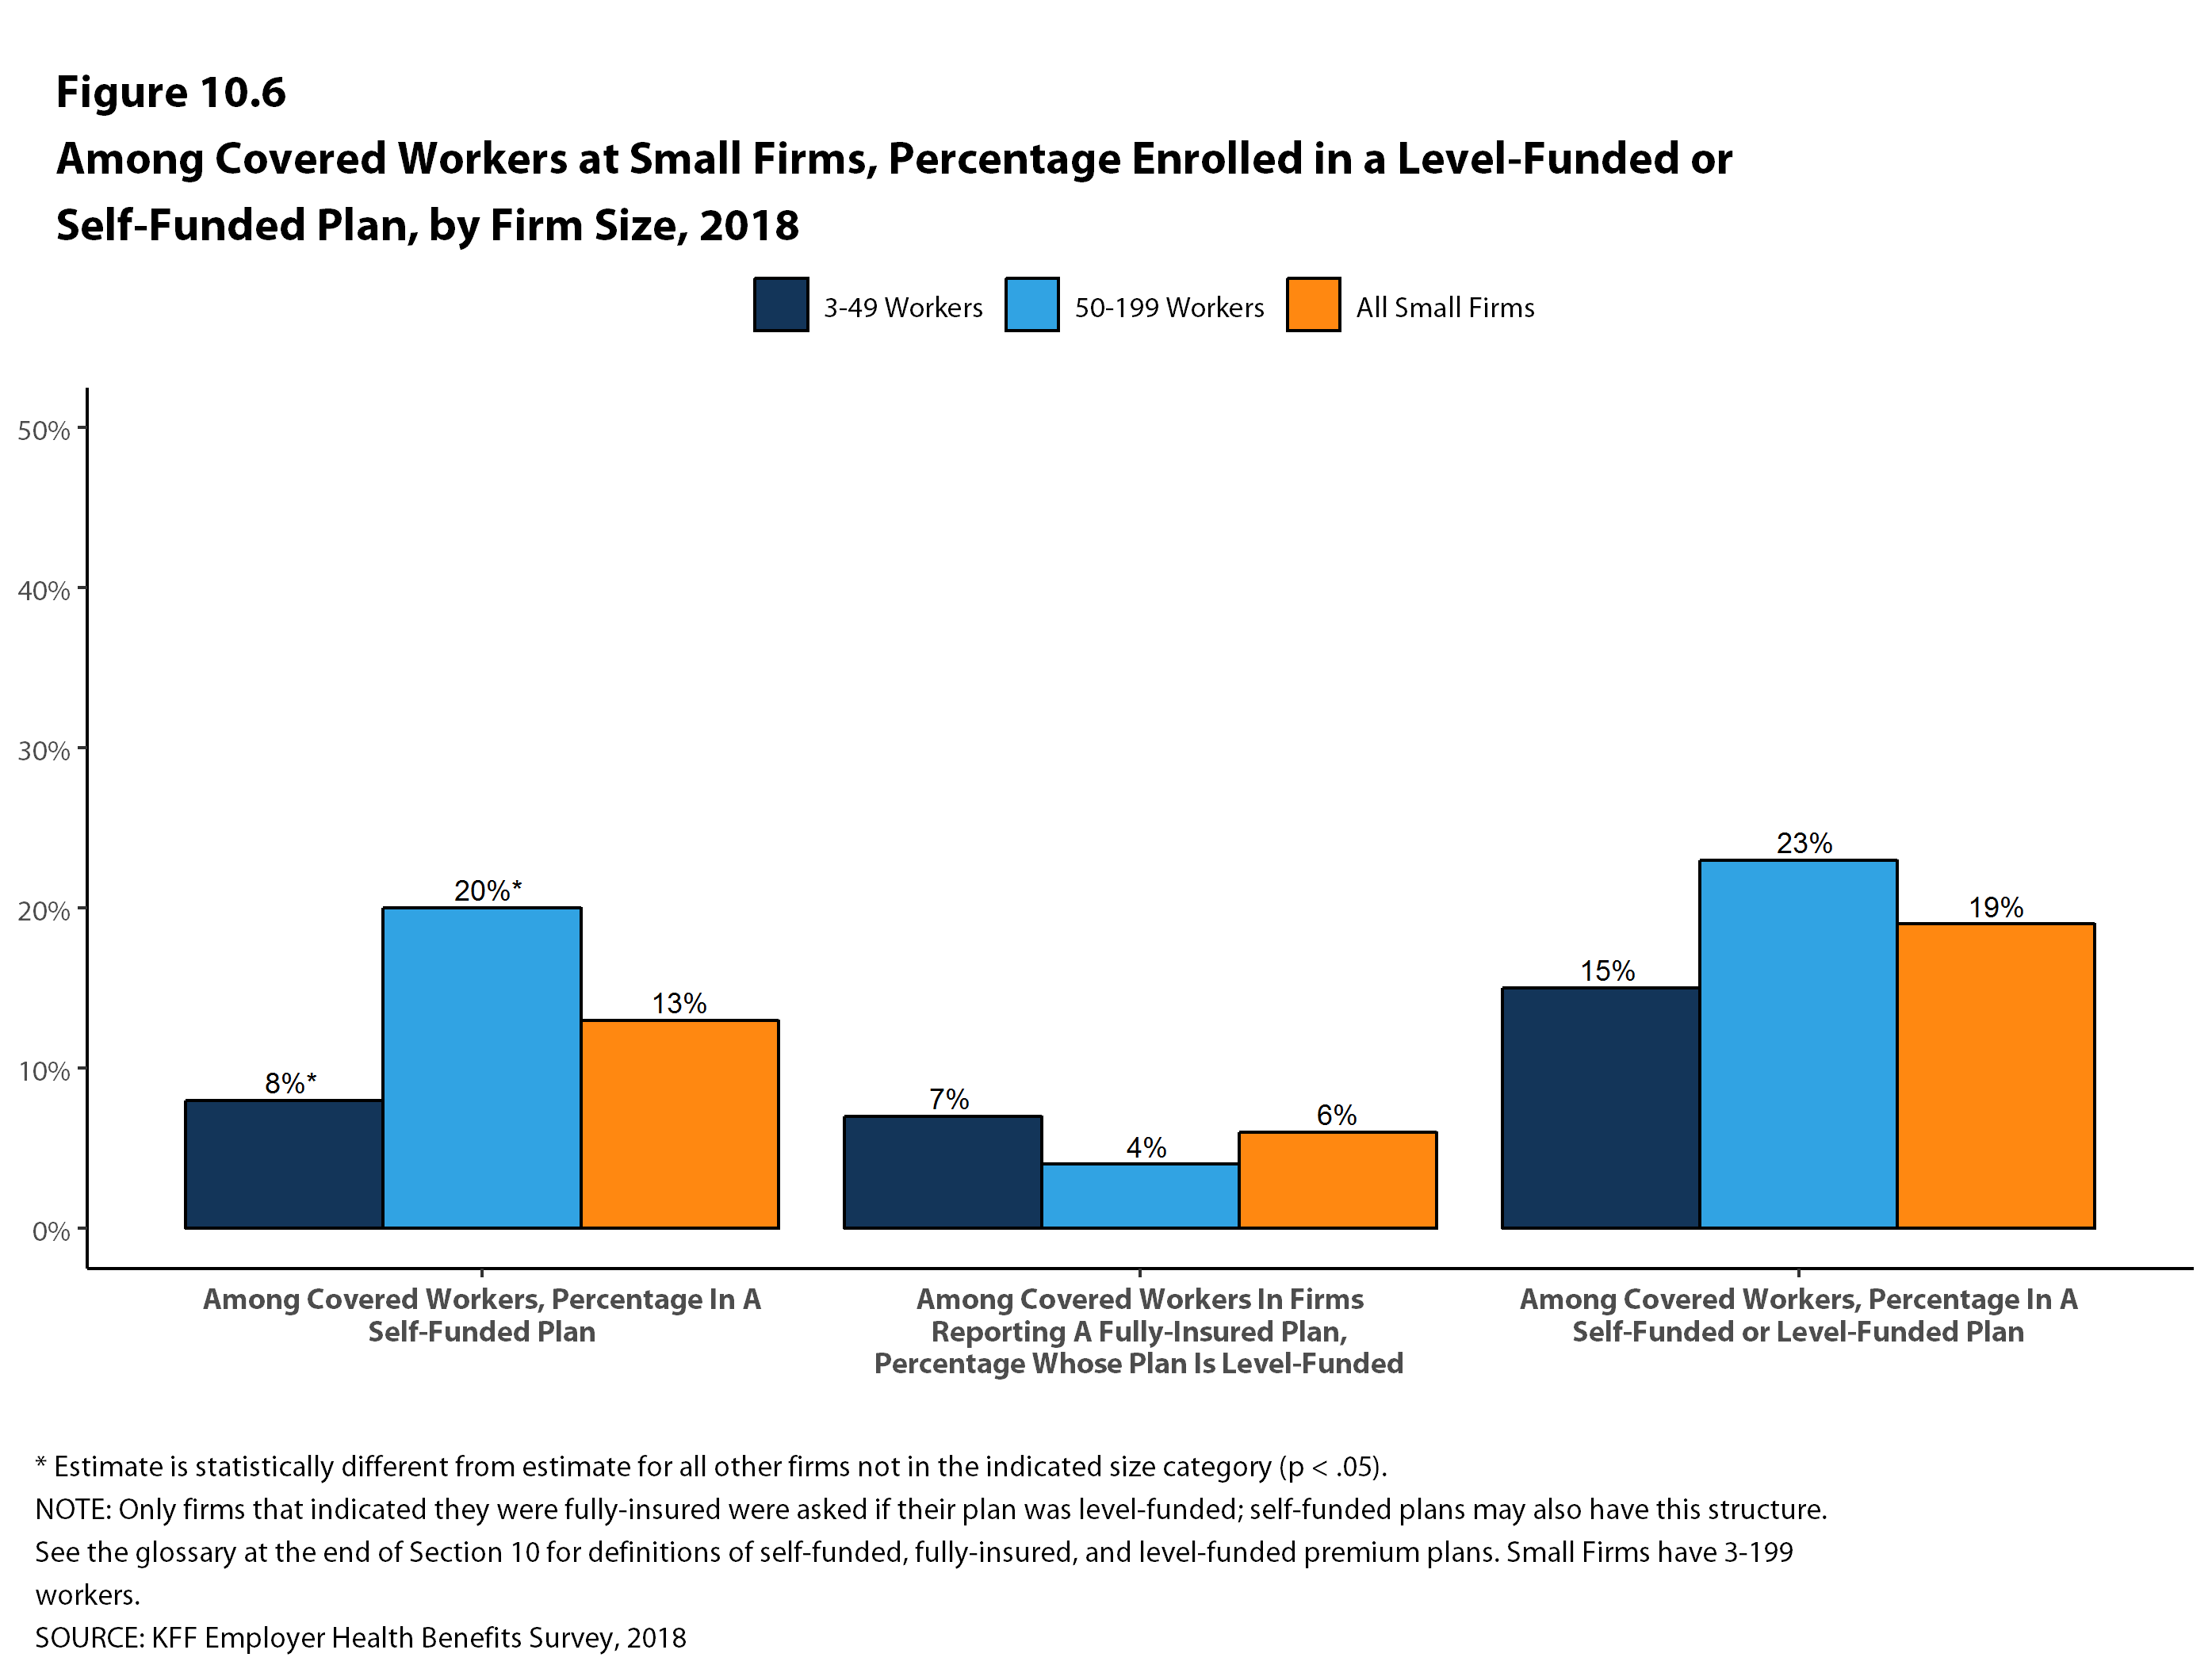 Figure 10.6
Among Covered Workers at Small Firms, Percentage Enrolled in a Level-Funded or
Self-Funded Plan, by Firm Size, 2018
3-49 Workers
50-199 Workers
All Small Firms
50%
40%
30%
20%
10%
0%
8%*
20%*
13%
7%
4%
6%
15%
23%
19%
Among Covered Workers, Percentage In A
Self-Funded Plan
Among Covered Workers In Firms
Reporting A Fully-Insured Plan,
Percentage Whose Plan Is Level-Funded
Among Covered Workers, Percentage In A
Self-Funded or Level-Funded Plan
* Estimate is statistically different from estimate for all other firms not in the indicated size category (p < .05).
NOTE: Only firms that indicated they were fully-insured were asked if their plan was level-funded; self-funded plans may also have this structure.
See the glossary at the end of Section 10 for definitions of self-funded, fully-insured, and level-funded premium plans. Small Firms have 3-199
workers.
SOURCE: KFF Employer Health Benefits Survey, 2018